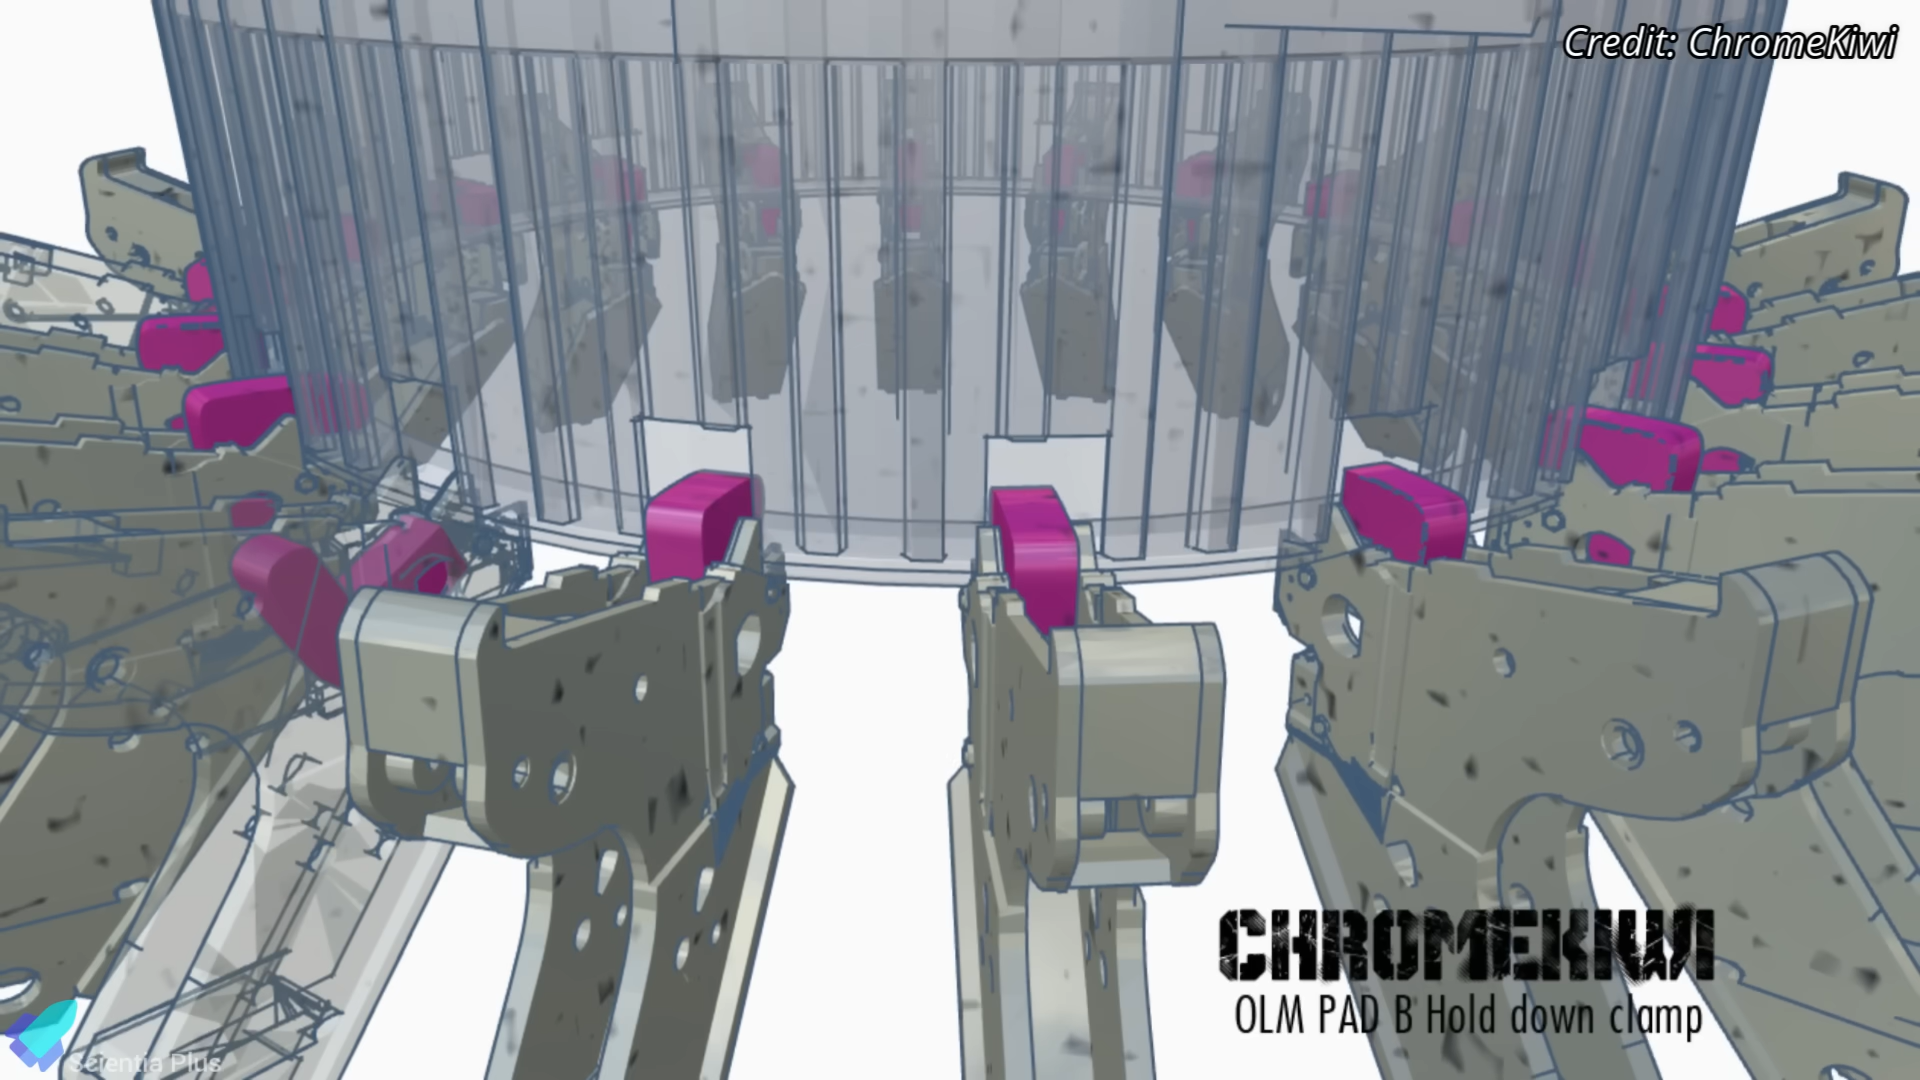 Credit: ChromeKiwi
CHROMEKIWI
OLM PAD B Hold down clamp
Scientia Plus